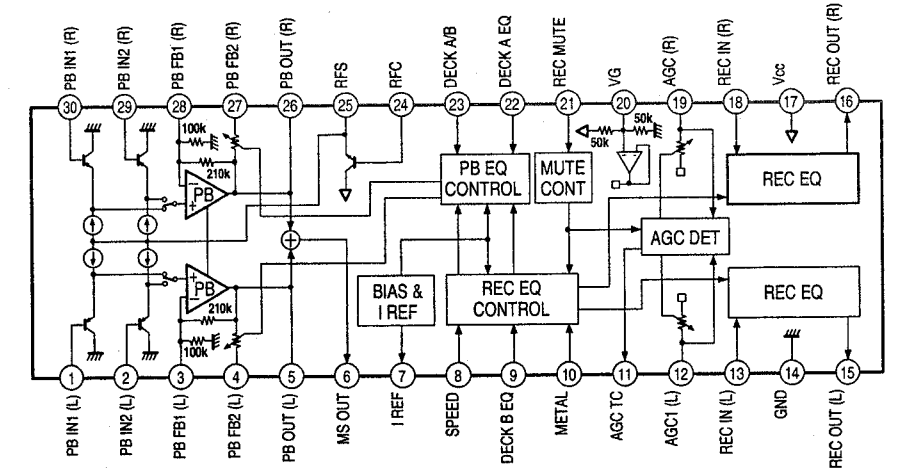 PB IN1 (R)
PB IN2 (R)
PB FB1 (R)
PB FB2 (R)
PB OUT (R)
RFS
RFC
DECK A/B
DECK A EQ
REC MUTE
VG
AGC (R)
REC IN (R)
Vcc
REC OUT (R)
30
29
28
27
26
25
24
23
22
21
20
19
18
17
16
100k
210k
50k
50k
PB
PB EQ
CONTROL
MUTE
CONT
REC EQ
AGC DET
PB
210k
100k
BIAS &
I REF
REC EQ
CONTROL
REC EQ
1
2
3
4
5
6
7
8
9
10
11
12
13
14
15
PB IN1 (L)
PB IN2 (L)
PB FB1 (L)
PB FB2 (L)
PB OUT (L)
MS OUT
I REF
SPEED
DECK B EQ
METAL
AGC TC
AGC1 (L)
REC IN (L)
GND
REC OUT (L)